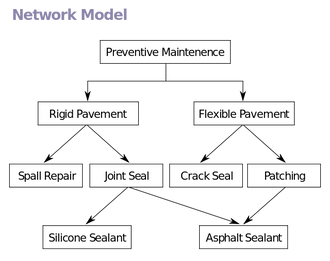 Network Model
Preventive Maintenence
Rigid Pavement
Flexible Pavement
Spall Repair
Joint Seal
Crack Seal
Patching
Silicone Sealant
Asphalt Sealant